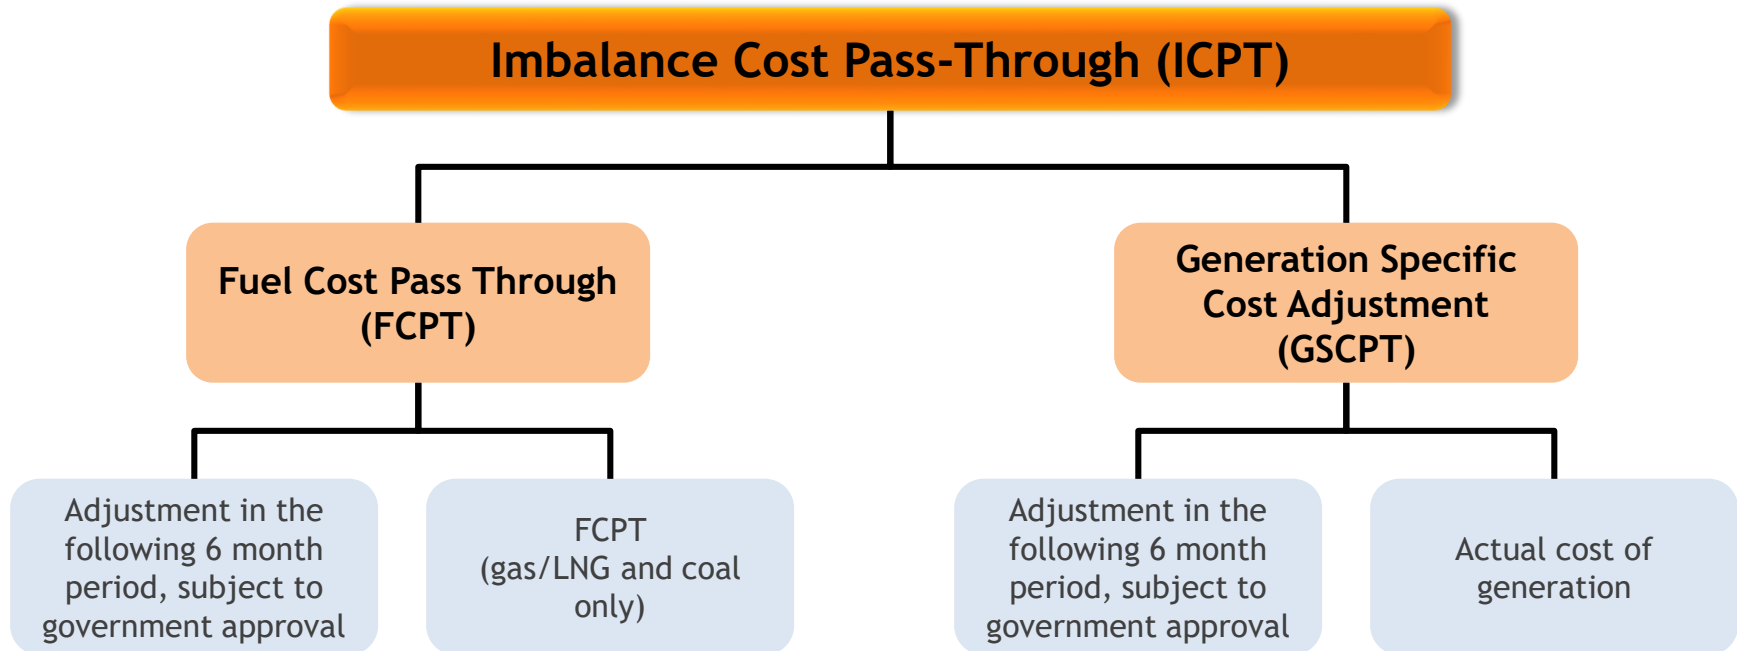 Imbalance Cost Pass-Through (ICPT)
Fuel Cost Pass Through
(FCPT)
Generation Specific
Cost Adjustment
(GSCPT)
Adjustment in the
following 6 month
period, subject to
government approval
FCPT
(gas/LNG and coal
only)
Adjustment in the
following 6 month
period, subject to
government approval
Actual cost of
generation